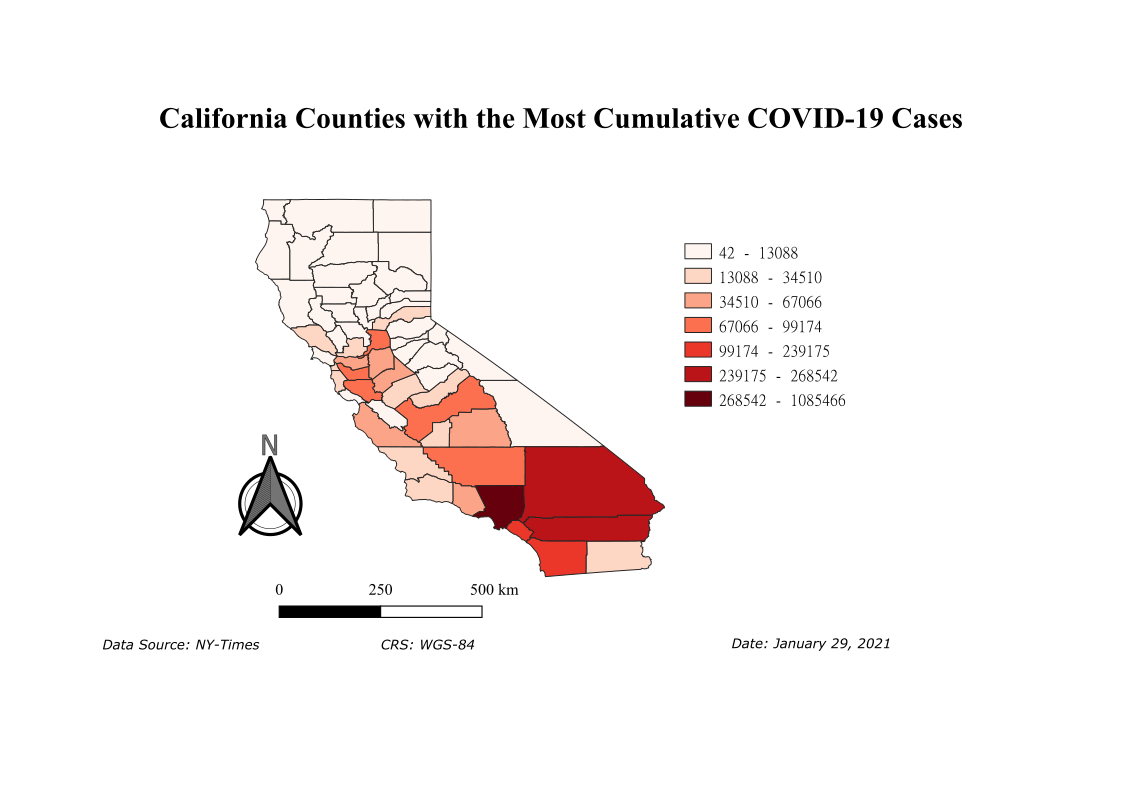 California Counties with the Most Cumulative COVID-19 Cases
42 - 13088
13088 - 34510
34510 - 67066
67066 - 99174
99174 - 239175
239175 - 268542
268542 - 1085466
N
0 250 500 km
Data Source: NY-Times CRS: WGS-84 Date: January 29, 2021